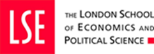 LSE
THE LONDON SCHOOL
OF ECONOMICS AND
POLITICAL SCIENCE